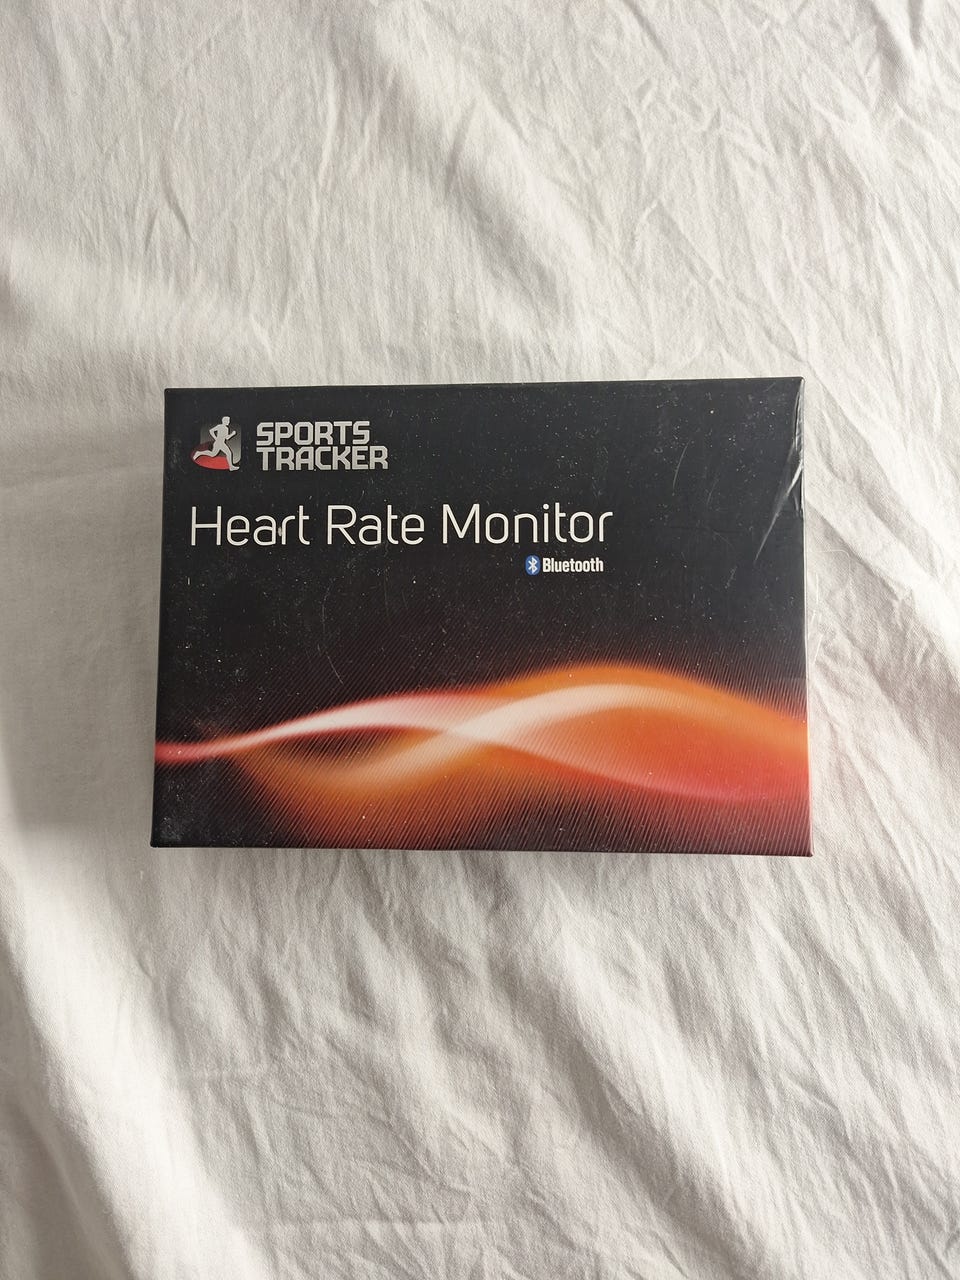 SPORTS
TRACKER
Heart Rate Monitor
Bluetooth